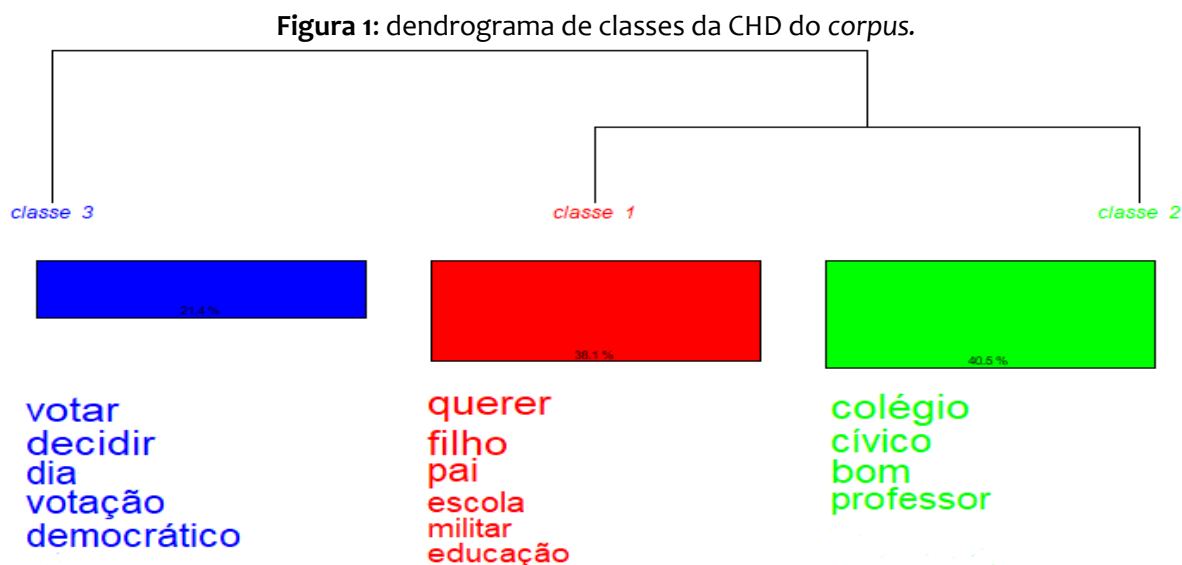 Figura 1: dendrograma de classes da CHD do corpus.
classe 3
classe 1
classe 2
21.4 %
38.1 %
40.5 %
votar
decidir
dia
votação
democrático
querer
filho
pai
escola
militar
educação
colégio
cívico
bom
professor